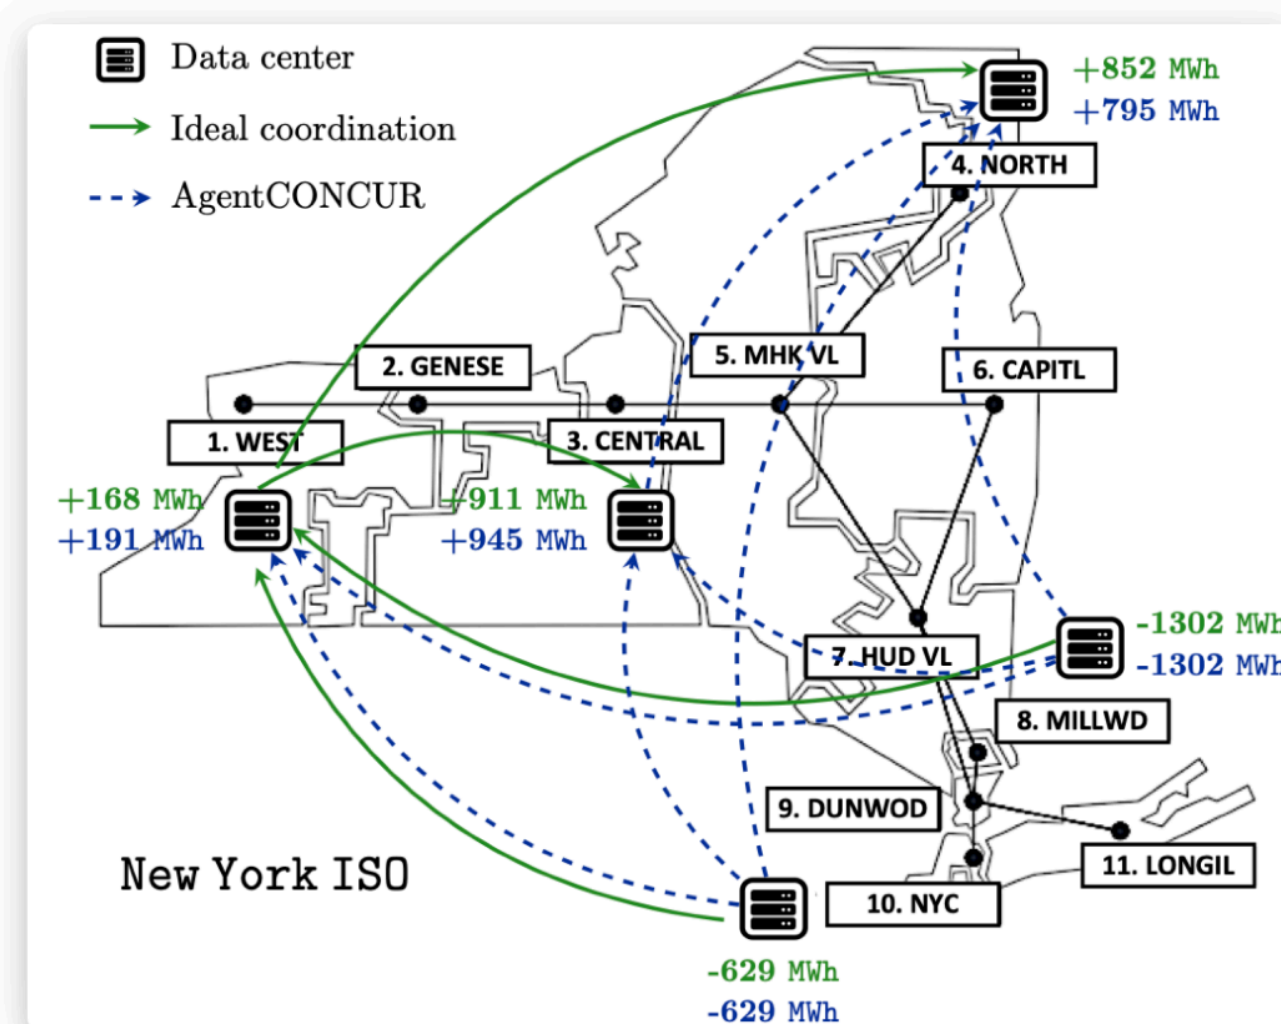 Data center
Ideal coordination
AgentCONCUR
+852 MWh
+795 MWh
4. NORTH
5. MHK VL
2. GENESE
6. CAPITL
1. WEST
3. CENTRAL
+168 MWh
+191 MWh
+911 MWh
+945 MWh
-1302 MWh
-1302 MWh
7. HUD VL
8. MILLWD
9. DUNWOD
11. LONGIL
New York ISO
10. NYC
-629 MWh
-629 MWh